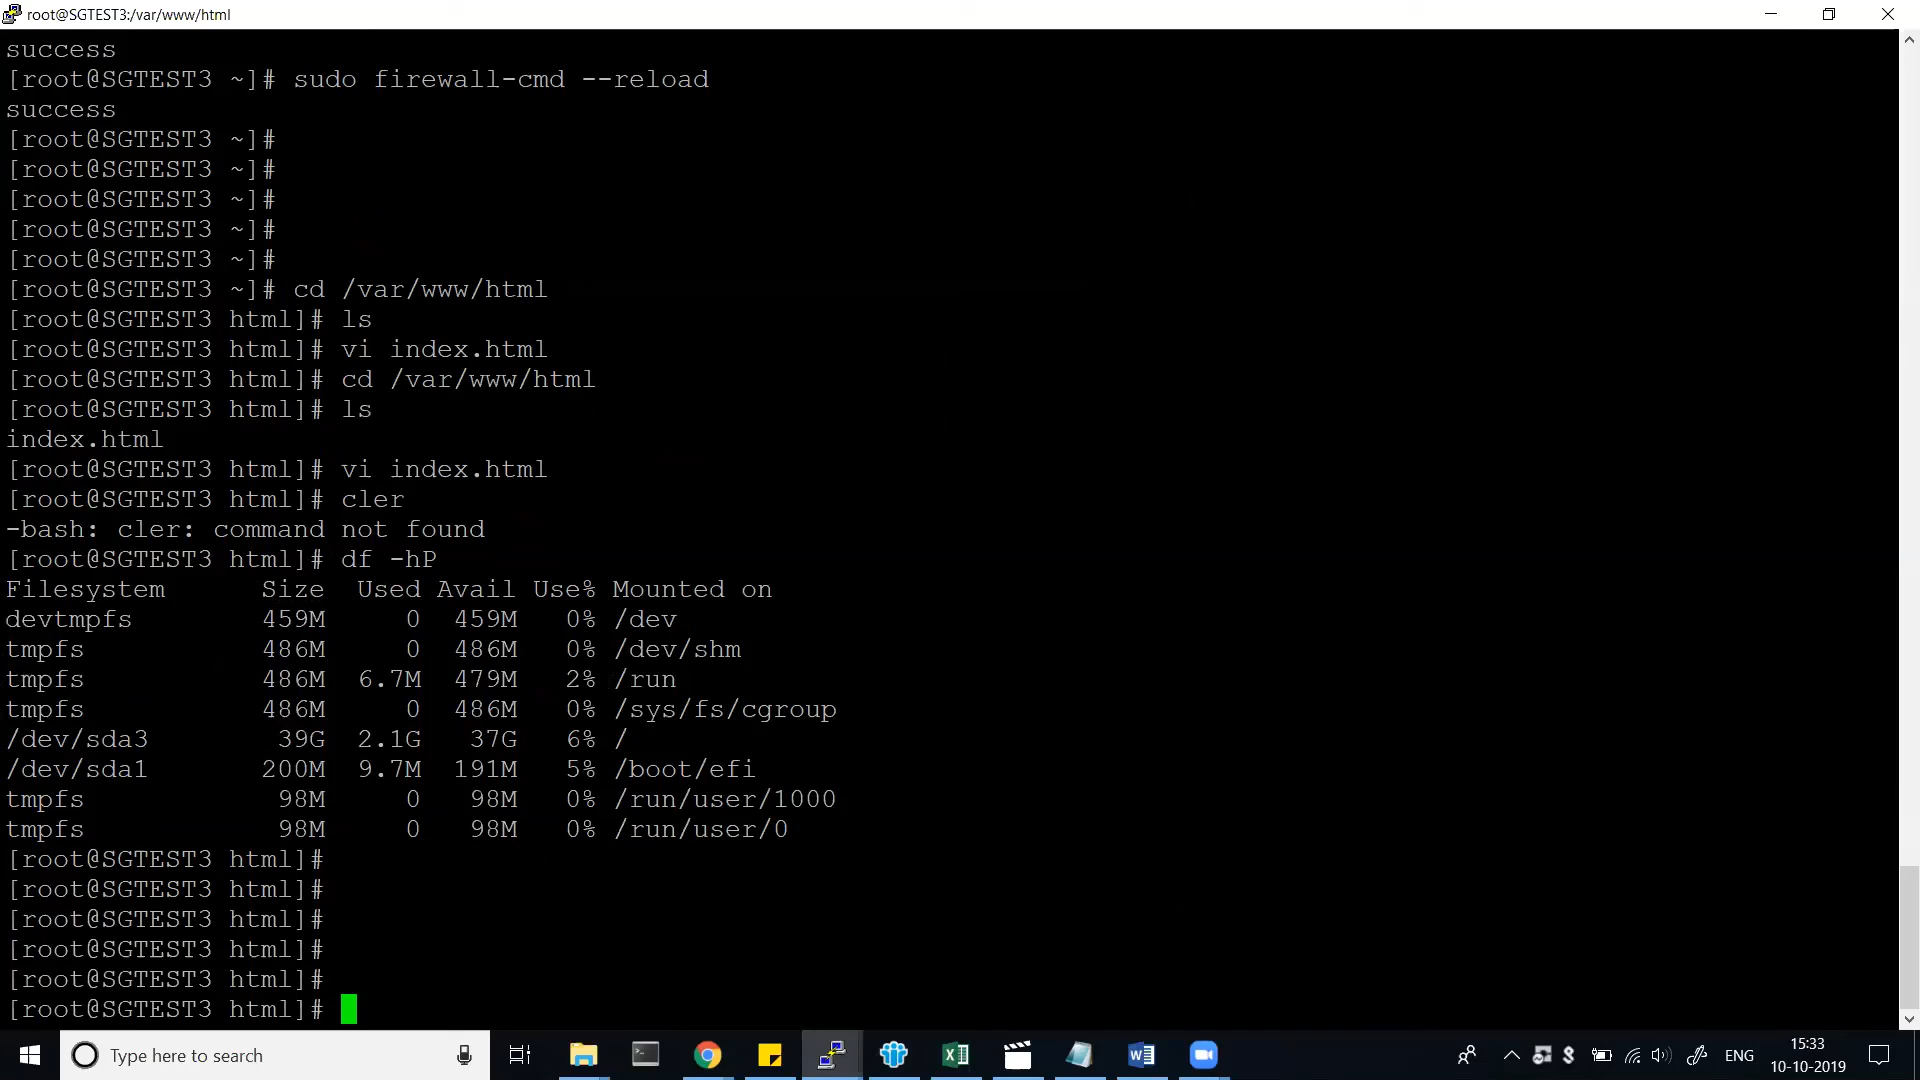 root@SGTEST3:/var/www/html
success
[root@SGTEST3 ~]# sudo firewall-cmd --reload
success
[root@SGTEST3 ~]#
[root@SGTEST3 ~]#
[root@SGTEST3 ~]#
[root@SGTEST3 ~]#
[root@SGTEST3 ~]#
[root@SGTEST3 ~]# cd /var/www/html
[root@SGTEST3 html]# ls
[root@SGTEST3 html]# vi index.html
[root@SGTEST3 html]# cd /var/www/html
[root@SGTEST3 html]# ls
index.html
[root@SGTEST3 html]# vi index.html
[root@SGTEST3 html]# cler
-bash: cler: command not found
[root@SGTEST3 html]# df -hP
Filesystem      Size  Used Avail Use% Mounted on
devtmpfs        459M     0  459M   0% /dev
tmpfs           486M     0  486M   0% /dev/shm
tmpfs           486M  6.7M  479M   2% /run
tmpfs           486M     0  486M   0% /sys/fs/cgroup
/dev/sda3        39G  2.1G   37G   6% /
/dev/sda1       200M  9.7M  191M   5% /boot/efi
tmpfs            98M     0   98M   0% /run/user/1000
tmpfs            98M     0   98M   0% /run/user/0
[root@SGTEST3 html]#
[root@SGTEST3 html]#
[root@SGTEST3 html]#
[root@SGTEST3 html]#
[root@SGTEST3 html]#
[root@SGTEST3 html]#
Type here to search
ENG
15:33
10-10-2019